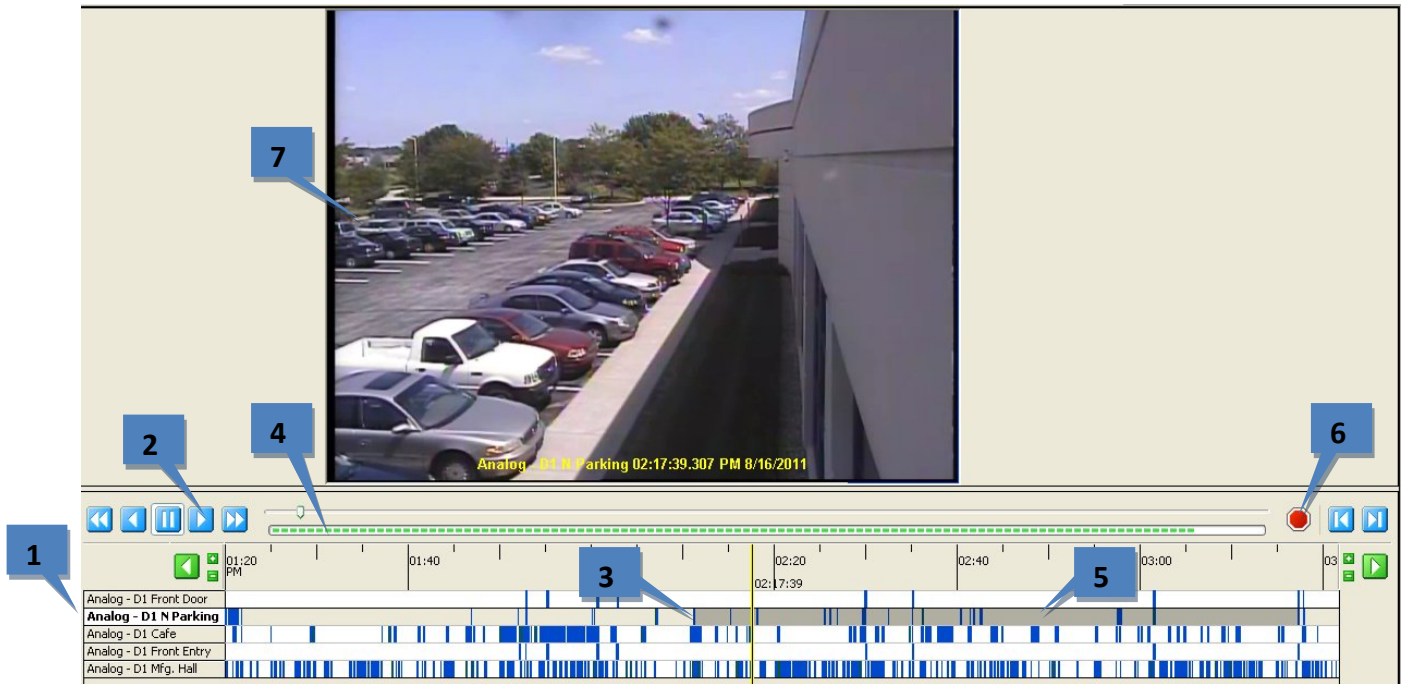 7
Analog - D1 N Parking 02:17:39.307 PM 8/16/2011
2
4
6
1
01:20 PM
01:40
3
02:20
02:17:39
02:40
5
03:00
03
Analog - D1 Front Door
Analog - D1 N Parking
Analog - D1 Cafe
Analog - D1 Front Entry
Analog - D1 Mfg. Hall